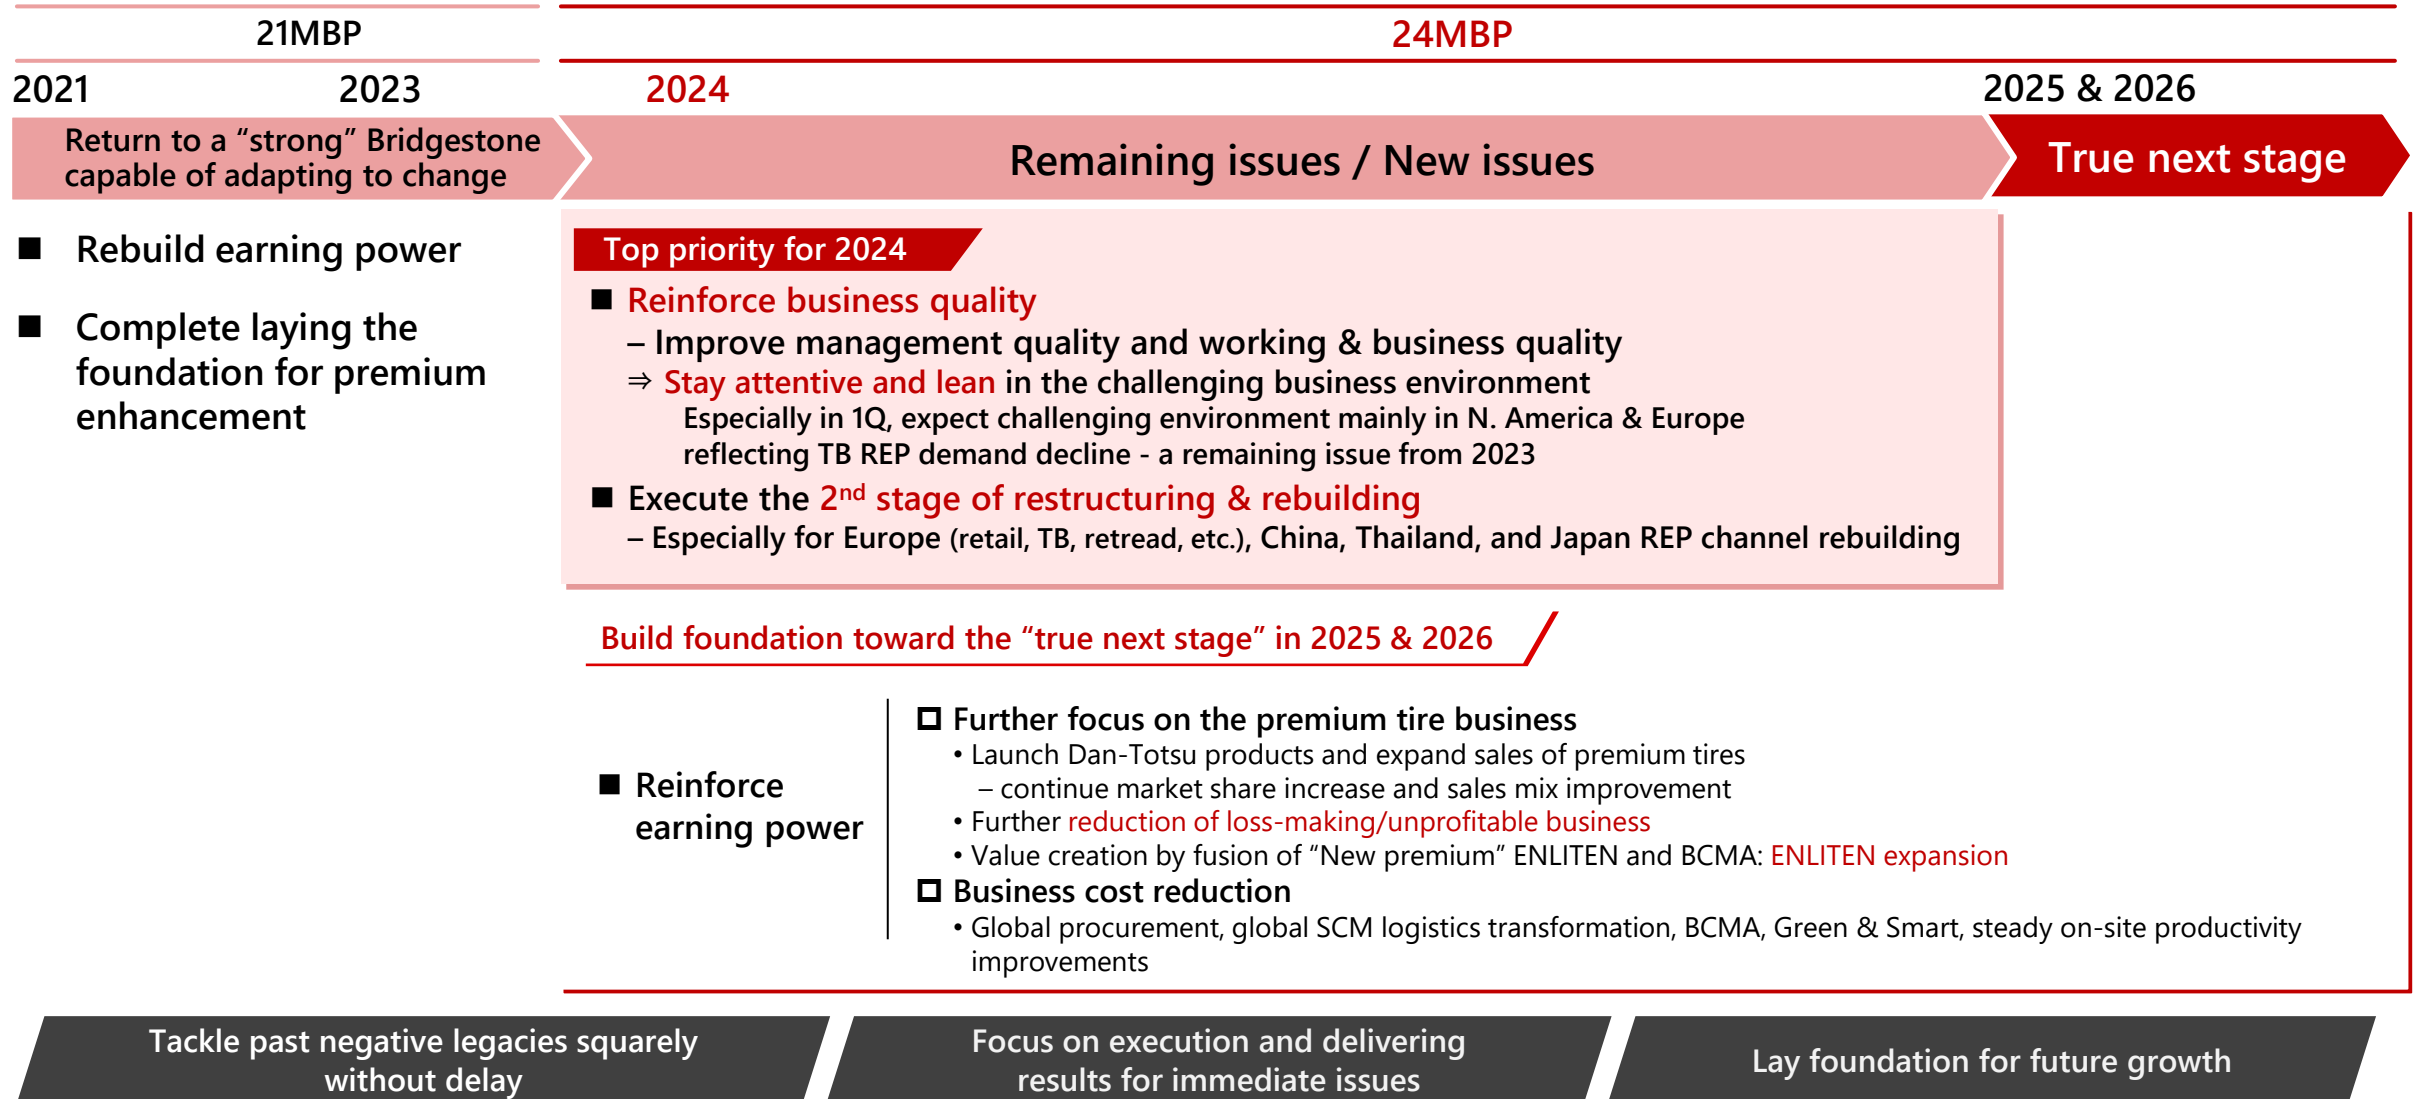 21MBP
24MBP
2021
2023
2024
2025 & 2026
Return to a “strong” Bridgestone
capable of adapting to change
Remaining issues / New issues
True next stage
■ Rebuild earning power
■ Complete laying the
foundation for premium
enhancement
Top priority for 2024
■ Reinforce business quality
– Improve management quality and working & business quality
⇒ Stay attentive and lean in the challenging business environment
Especially in 1Q, expect challenging environment mainly in N. America & Europe
reflecting TB REP demand decline - a remaining issue from 2023
■ Execute the 2nd stage of restructuring & rebuilding
– Especially for Europe (retail, TB, retread, etc.), China, Thailand, and Japan REP channel rebuilding
Build foundation toward the “true next stage” in 2025 & 2026
■ Reinforce
earning power
❑ Further focus on the premium tire business
• Launch Dan-Totsu products and expand sales of premium tires
– continue market share increase and sales mix improvement
• Further reduction of loss-making/unprofitable business
• Value creation by fusion of “New premium” ENLITEN and BCMA: ENLITEN expansion
❑ Business cost reduction
• Global procurement, global SCM logistics transformation, BCMA, Green & Smart, steady on-site productivity
improvements
Tackle past negative legacies squarely
without delay
Focus on execution and delivering
results for immediate issues
Lay foundation for future growth